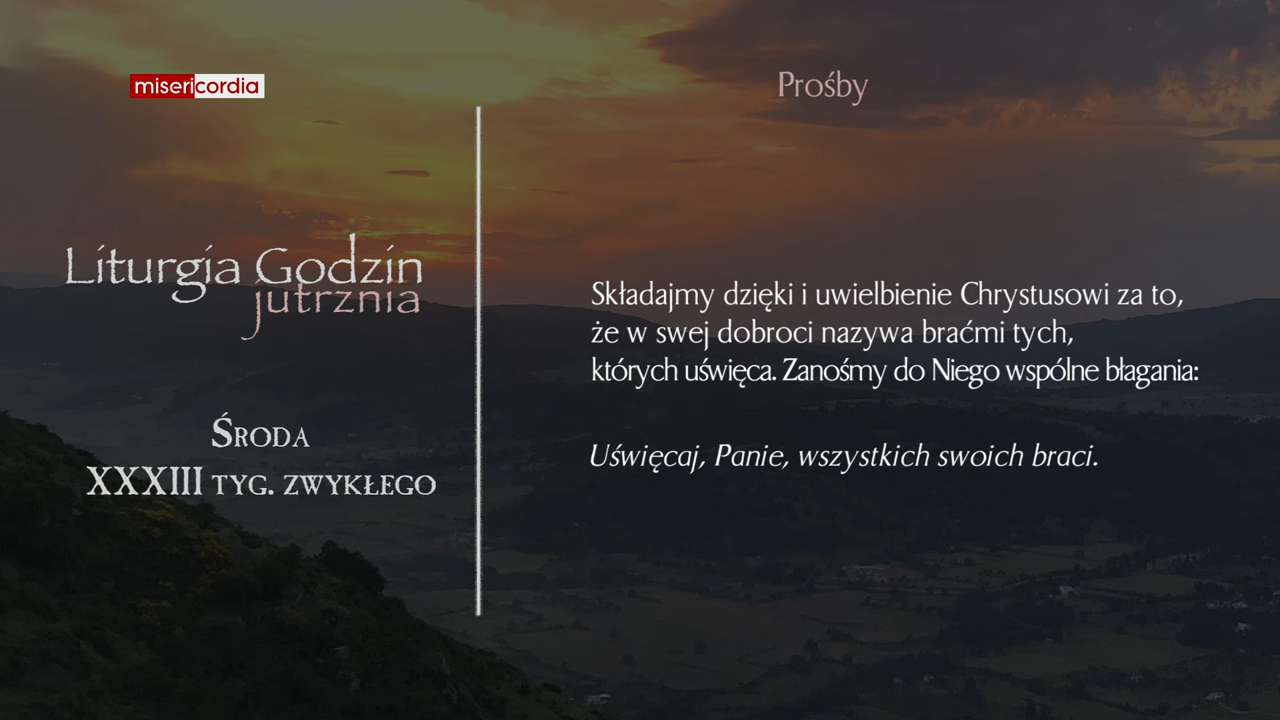 misericordia
Prośby
Liturgia Godzin
jutrznia
Środa
XXXIII tyg. zwykłego
Składajmy dzięki i uwielbienie Chrystusowi za to,
że w swej dobroci nazywa braćmi tych,
których uświęca. Zanośmy do Niego wspólne błagania:
Uświęcaj, Panie, wszystkich swoich braci.